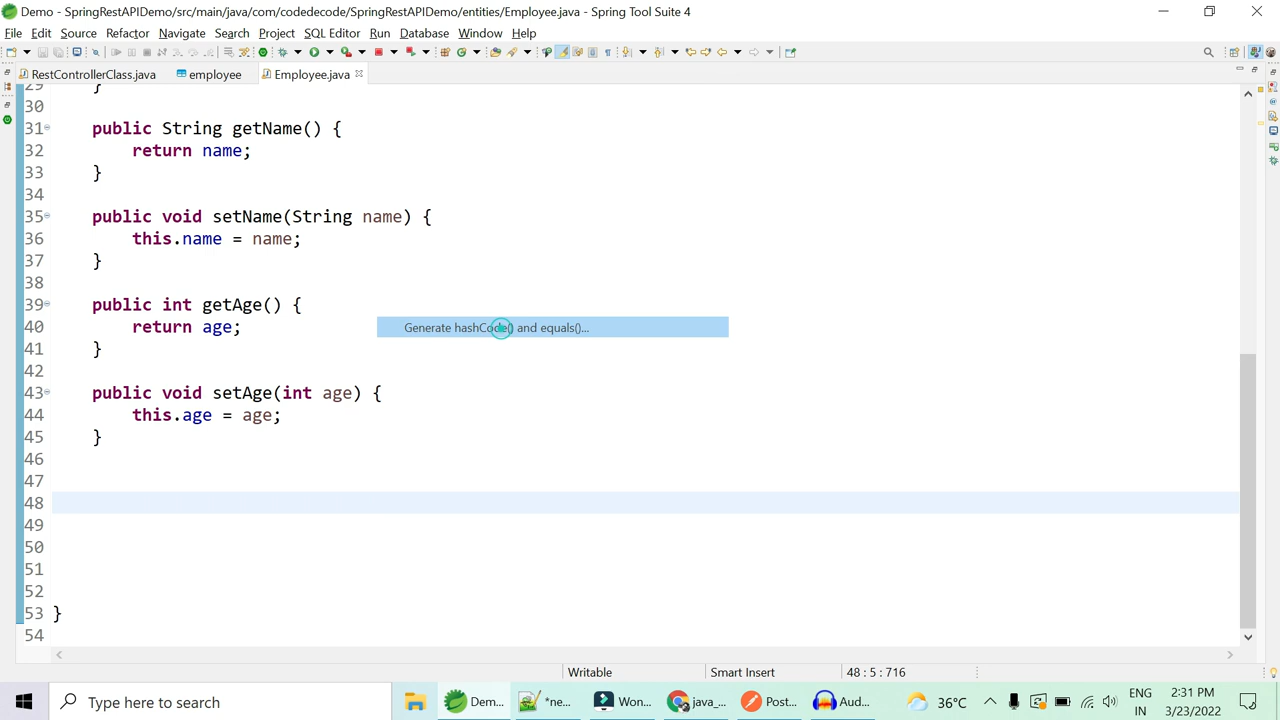 Demo - SpringRestAPIDemo/src/main/java/com/codedecode/SpringRestAPIDemo/entities/Employee.java - Spring Tool Suite 4
File Edit Source Refactor Navigate Search Project SQL Editor Run Database Window Help
RestControllerClass.java employee Employee.java
29 }
30
31 public String getName() {
32 return name;
33 }
34
35 public void setName(String name) {
36 this.name = name;
37 }
38
39 public int getAge() {
40 return age;
Generate hashCode() and equals()...
41 }
42
43 public void setAge(int age) {
44 this.age = age;
45 }
46
47
48
49
50
51
52
53 }
54
Writable Smart Insert 48 : 5 : 716
Type here to search Dem... *ne... Won... java_... Post... Aud... 36°C ENG IN 2:31 PM 3/23/2022